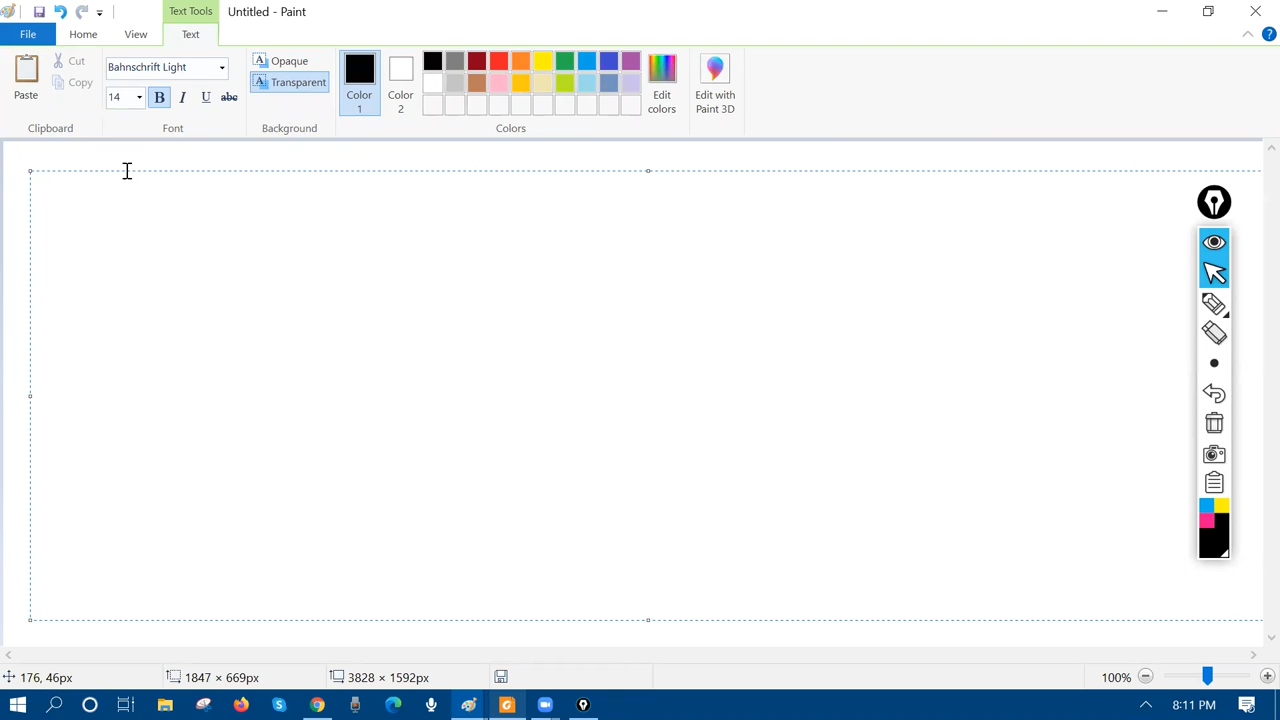 Text Tools Untitled - Paint
File Home View Text
Paste Cut Copy
Clipboard
Bahnschrift Light
14 B I U abc
Font
Opaque
Transparent
Background
Color 1
Color 2
Edit colors
Colors
Edit with Paint 3D
176, 46px 1847 × 669px 3828 × 1592px 100%
8:11 PM